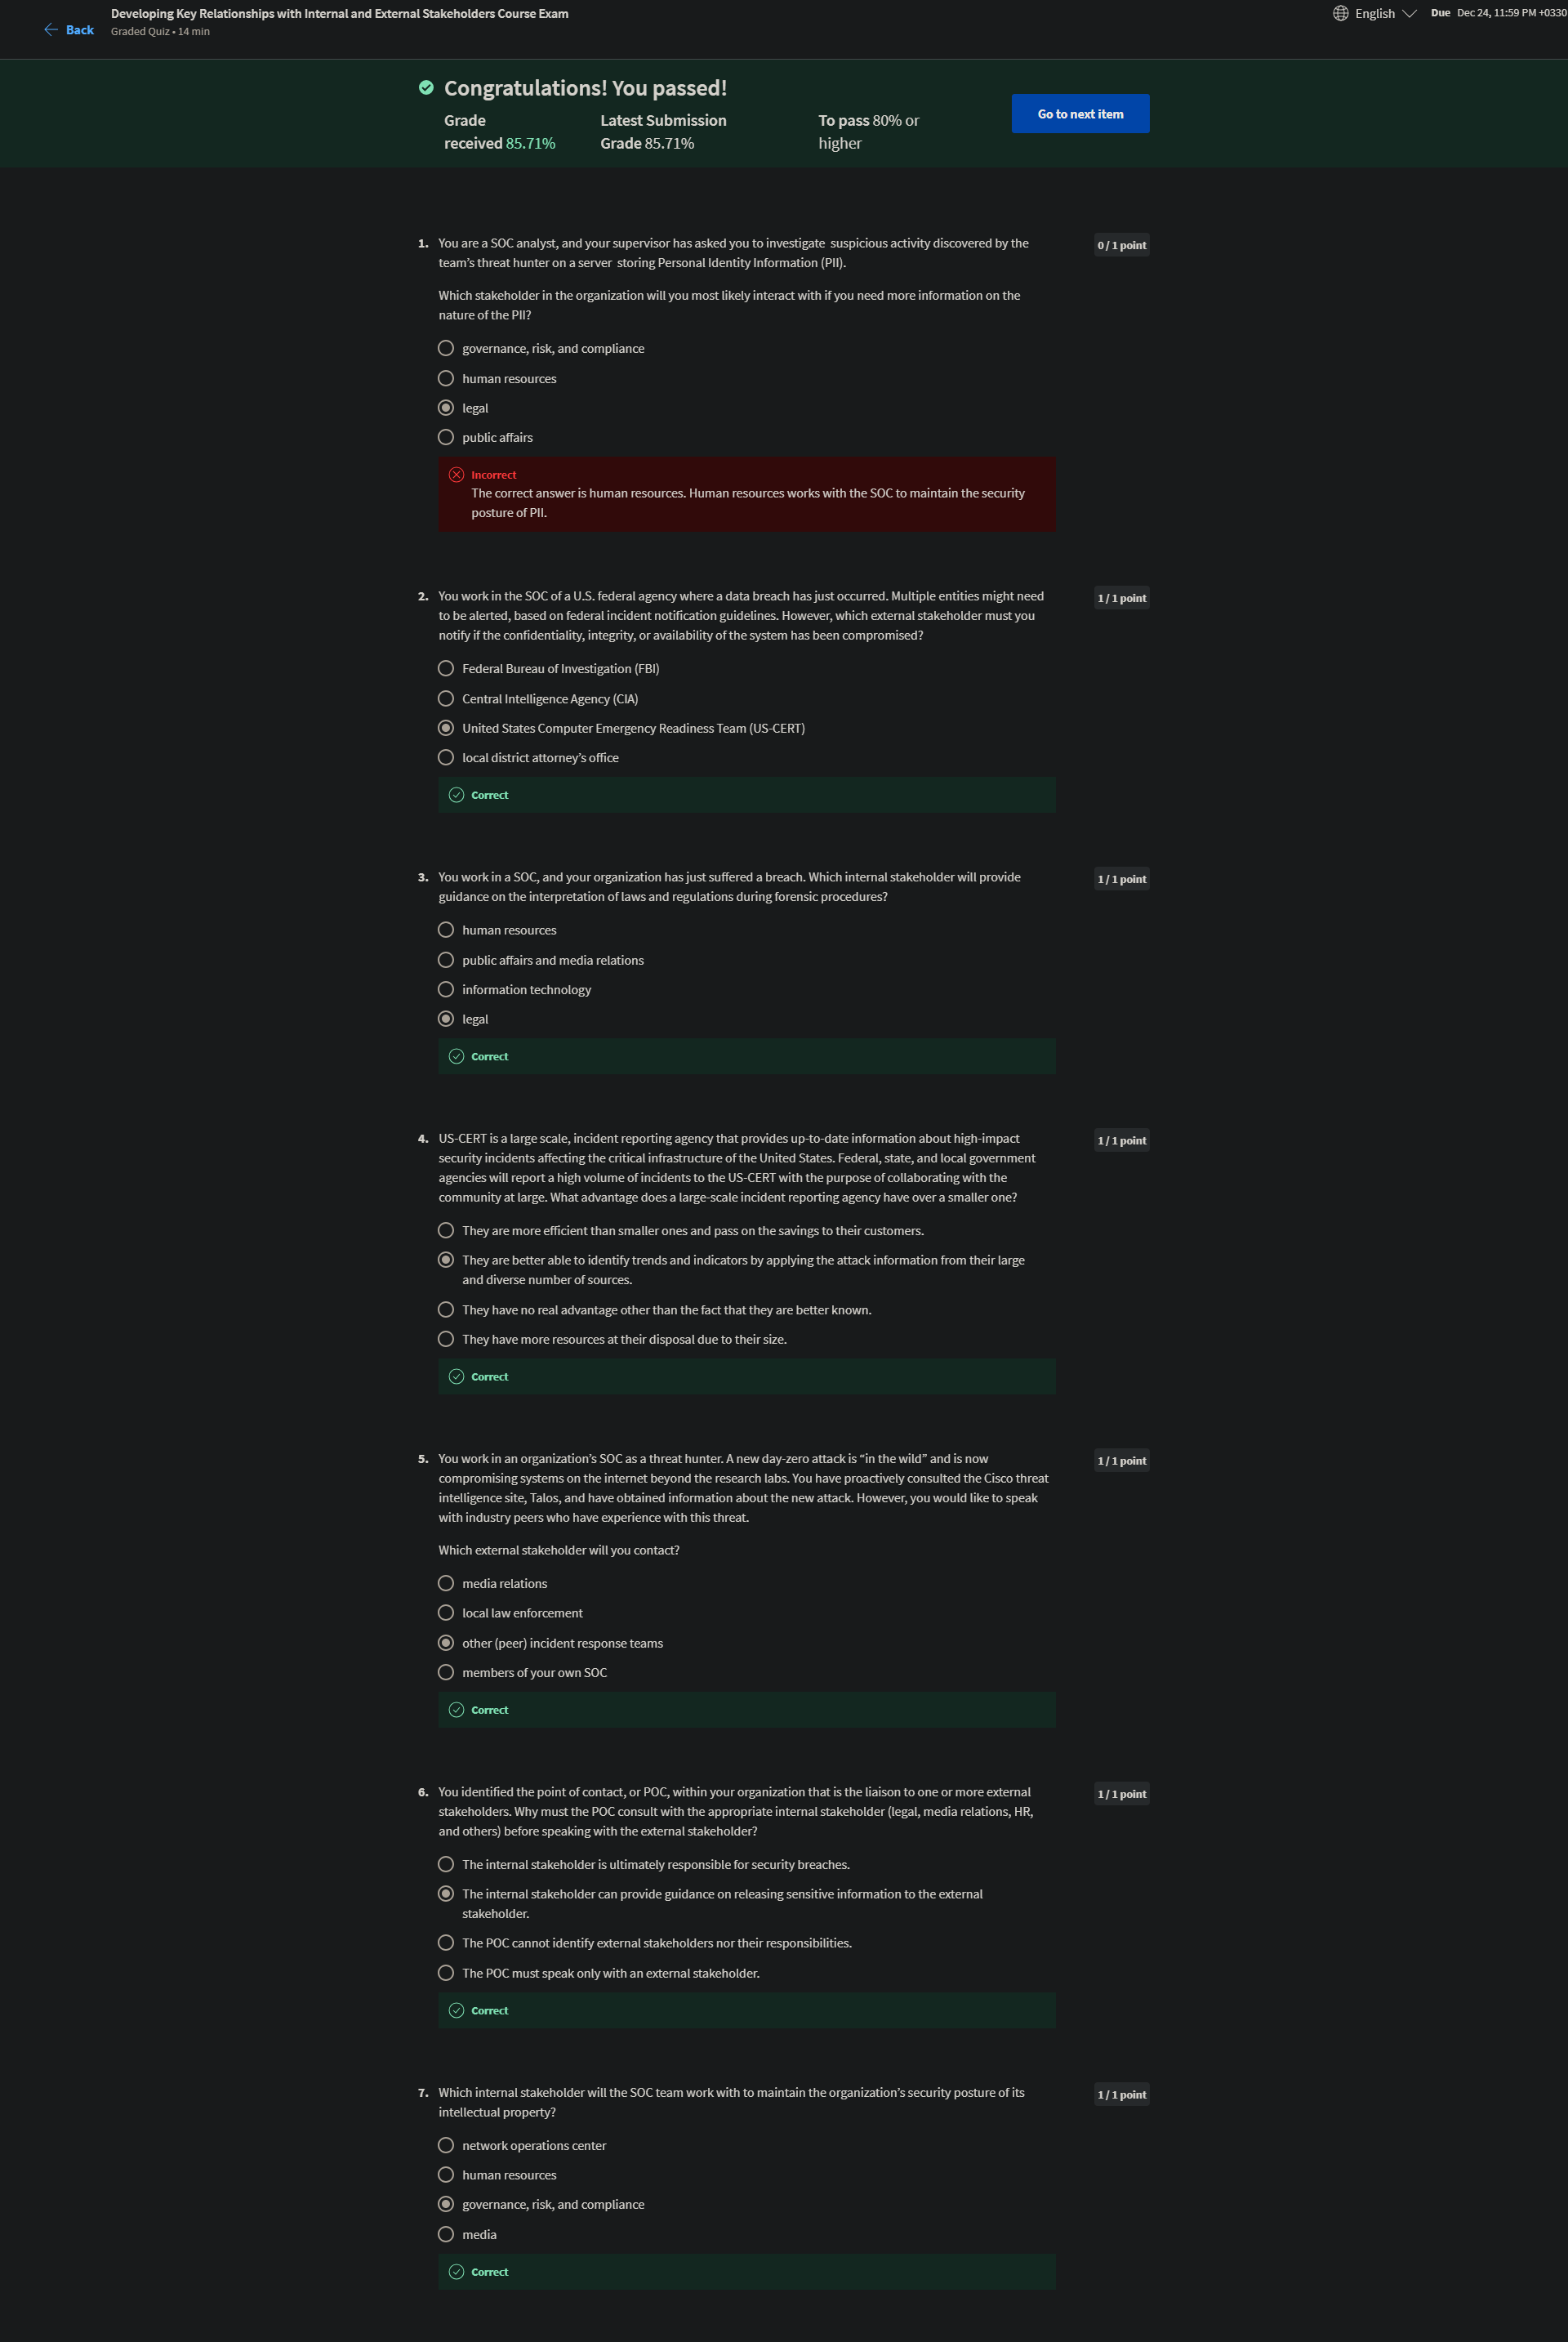 Developing Key Relationships with Internal and External Stakeholders Course Exam
Back
Graded Quiz • 14 min
English
Due Dec 24, 11:59 PM +0330
Congratulations! You passed!
Grade
received 85.71%
Latest Submission
Grade 85.71%
To pass 80% or
higher
Go to next item
1. You are a SOC analyst, and your supervisor has asked you to investigate suspicious activity discovered by the
team's threat hunter on a server storing Personal Identity Information (PII).
0 / 1 point
Which stakeholder in the organization will you most likely interact with if you need more information on the
nature of the PII?
governance, risk, and compliance
human resources
legal
public affairs
Incorrect
The correct answer is human resources. Human resources works with the SOC to maintain the security
posture of PII.
2. You work in the SOC of a U.S. federal agency where a data breach has just occurred. Multiple entities might need
to be alerted, based on federal incident notification guidelines. However, which external stakeholder must you
notify if the confidentiality, integrity, or availability of the system has been compromised?
1 / 1 point
Federal Bureau of Investigation (FBI)
Central Intelligence Agency (CIA)
United States Computer Emergency Readiness Team (US-CERT)
local district attorney's office
Correct
3. You work in a SOC, and your organization has just suffered a breach. Which internal stakeholder will provide
guidance on the interpretation of laws and regulations during forensic procedures?
1 / 1 point
human resources
public affairs and media relations
information technology
legal
Correct
4. US-CERT is a large scale, incident reporting agency that provides up-to-date information about high-impact
security incidents affecting the critical infrastructure of the United States. Federal, state, and local government
agencies will report a high volume of incidents to the US-CERT with the purpose of collaborating with the
community at large. What advantage does a large-scale incident reporting agency have over a smaller one?
1 / 1 point
They are more efficient than smaller ones and pass on the savings to their customers.
They are better able to identify trends and indicators by applying the attack information from their large
and diverse number of sources.
They have no real advantage other than the fact that they are better known.
They have more resources at their disposal due to their size.
Correct
5. You work in an organization's SOC as a threat hunter. A new day-zero attack is “in the wild” and is now
compromising systems on the internet beyond the research labs. You have proactively consulted the Cisco threat
intelligence site, Talos, and have obtained information about the new attack. However, you would like to speak
with industry peers who have experience with this threat.
1 / 1 point
Which external stakeholder will you contact?
media relations
local law enforcement
other (peer) incident response teams
members of your own SOC
Correct
6. You identified the point of contact, or POC, within your organization that is the liaison to one or more external
stakeholders. Why must the POC consult with the appropriate internal stakeholder (legal, media relations, HR,
and others) before speaking with the external stakeholder?
1 / 1 point
The internal stakeholder is ultimately responsible for security breaches.
The internal stakeholder can provide guidance on releasing sensitive information to the external
stakeholder.
The POC cannot identify external stakeholders nor their responsibilities.
The POC must speak only with an external stakeholder.
Correct
7. Which internal stakeholder will the SOC team work with to maintain the organization's security posture of its
intellectual property?
1 / 1 point
network operations center
human resources
governance, risk, and compliance
media
Correct